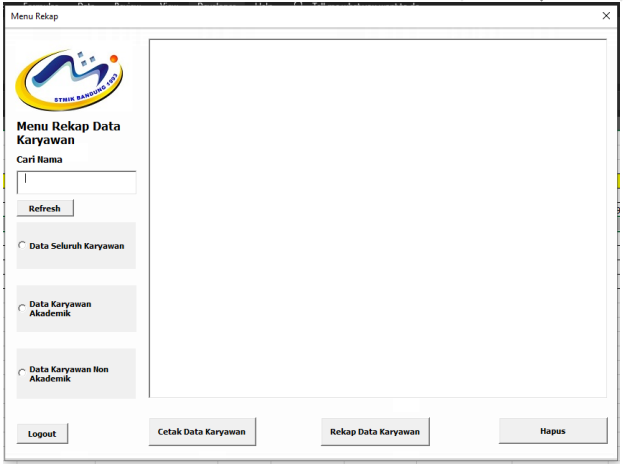 Menu Rekap
STMIK BANDUNG 1993
Menu Rekap Data
Karyawan
Cari Nama
Refresh
Data Seluruh Karyawan
Data Karyawan
Akademik
Data Karyawan Non
Akademik
Logout
Cetak Data Karyawan
Rekap Data Karyawan
Hapus